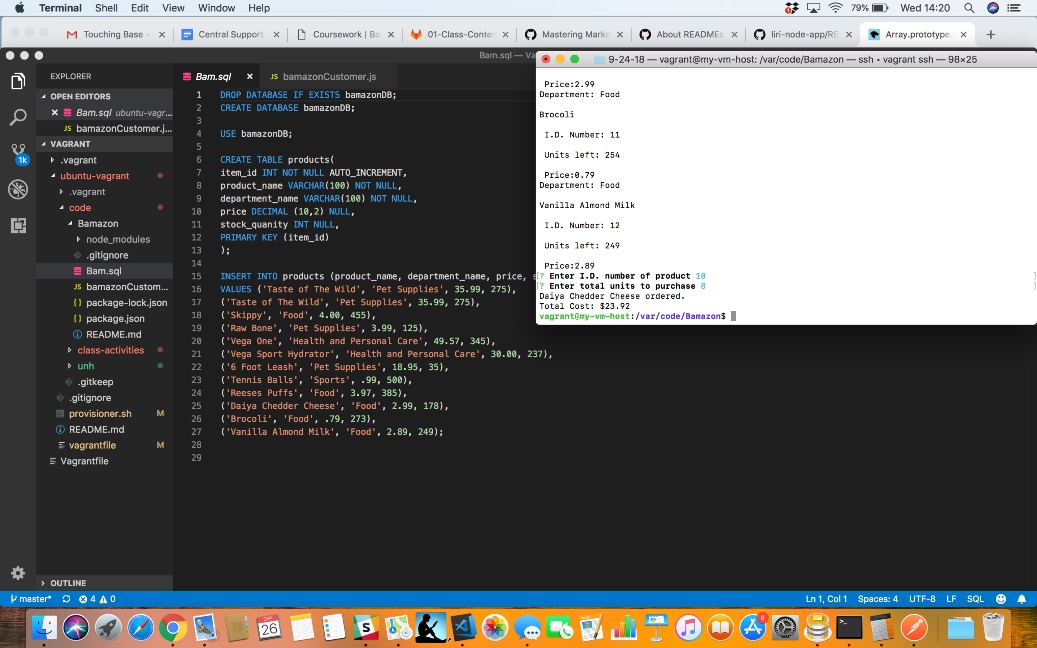 Terminal Shell Edit View Window Help
79% Wed 14:20
Touching Base - × Central Support × Coursework | Bo × 01-Class-Conten × Mastering Markd × About READMEs × liri-node-app/RE × Array.prototype. ×
EXPLORER
OPEN EDITORS
Bam.sql ubuntu-vagr...
JS bamazonCustomer.j...
VAGRANT
.vagrant
ubuntu-vagrant
.vagrant
code
Bamazon
node_modules
.gitignore
Bam.sql
JS bamazonCustom...
{} package-lock.json
{} package.json
README.md
class-activities
unh
.gitkeep
.gitignore
provisioner.sh M
README.md
vagrantfile M
Vagrantfile
OUTLINE
1k
Bam.sql — Va
Bam.sql × JS bamazonCustomer.js
1 DROP DATABASE IF EXISTS bamazonDB;
2 CREATE DATABASE bamazonDB;
3
4 USE bamazonDB;
5
6 CREATE TABLE products(
7 item_id INT NOT NULL AUTO_INCREMENT,
8 product_name VARCHAR(100) NOT NULL,
9 department_name VARCHAR(100) NOT NULL,
10 price DECIMAL (10,2) NULL,
11 stock_quanity INT NULL,
12 PRIMARY KEY (item_id)
13 );
14
15 INSERT INTO products (product_name, department_name, price, s
16 VALUES ('Taste of The Wild', 'Pet Supplies', 35.99, 275),
17 ('Taste of The Wild', 'Pet Supplies', 35.99, 275),
18 ('Skippy', 'Food', 4.00, 455),
19 ('Raw Bone', 'Pet Supplies', 3.99, 125),
20 ('Vega One', 'Health and Personal Care', 49.57, 345),
21 ('Vega Sport Hydrator', 'Health and Personal Care', 30.00, 237),
22 ('6 Foot Leash', 'Pet Supplies', 18.95, 35),
23 ('Tennis Balls', 'Sports', .99, 500),
24 ('Reeses Puffs', 'Food', 3.97, 385),
25 ('Daiya Chedder Cheese', 'Food', 2.99, 178),
26 ('Brocoli', 'Food', .79, 273),
27 ('Vanilla Almond Milk', 'Food', 2.89, 249);
28
29
9-24-18 — vagrant@my-vm-host: /var/code/Bamazon — ssh • vagrant ssh — 98×25
Price:2.99
Department: Food
Brocoli
I.D. Number: 11
Units left: 254
Price:0.79
Department: Food
Vanilla Almond Milk
I.D. Number: 12
Units left: 249
Price:2.89
[? Enter I.D. number of product 10 ]
[? Enter total units to purchase 8 ]
Daiya Chedder Cheese ordered.
Total Cost: $23.92
vagrant@my-vm-host:/var/code/Bamazon$
master* 4 0 Ln 1, Col 1 Spaces: 4 UTF-8 LF SQL
26